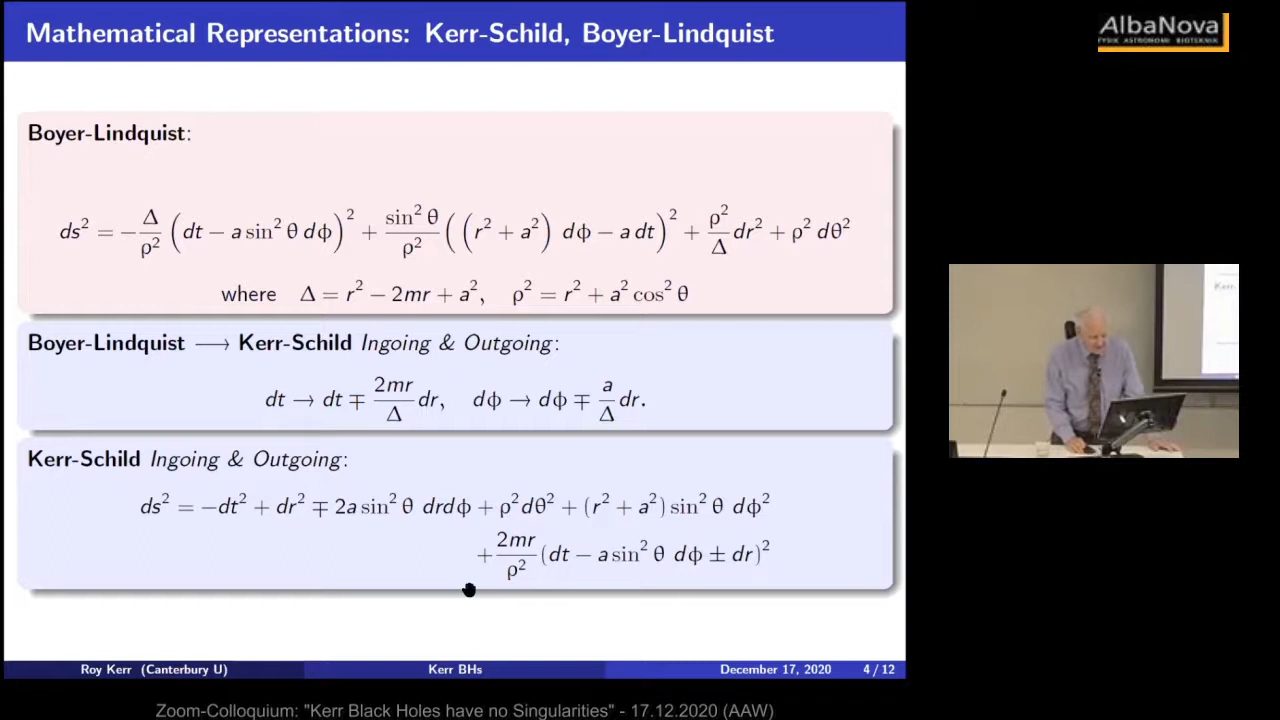 Mathematical Representations: Kerr-Schild, Boyer-Lindquist
AlbaNova
FYSIK ASTRONOMI BIOTEKNIK
Boyer-Lindquist:
ds² = −Δ/ρ² (dt − a sin² θ dϕ)² + sin² θ/ρ² ((r² + a²) dϕ − a dt)² + ρ²/Δ dr² + ρ² dθ²
where Δ = r² − 2mr + a², ρ² = r² + a² cos² θ
Boyer-Lindquist ⟶ Kerr-Schild Ingoing & Outgoing:
dt → dt ∓ 2mr/Δ dr, dϕ → dϕ ∓ a/Δ dr.
Kerr-Schild Ingoing & Outgoing:
ds² = −dt² + dr² ∓ 2a sin² θ drdϕ + ρ²dθ² + (r² + a²) sin² θ dϕ²
+ 2mr/ρ² (dt − a sin² θ dϕ ± dr)²
Roy Kerr (Canterbury U) Kerr BHs December 17, 2020 4 / 12
Zoom-Colloquium: "Kerr Black Holes have no Singularities" - 17.12.2020 (AAW)